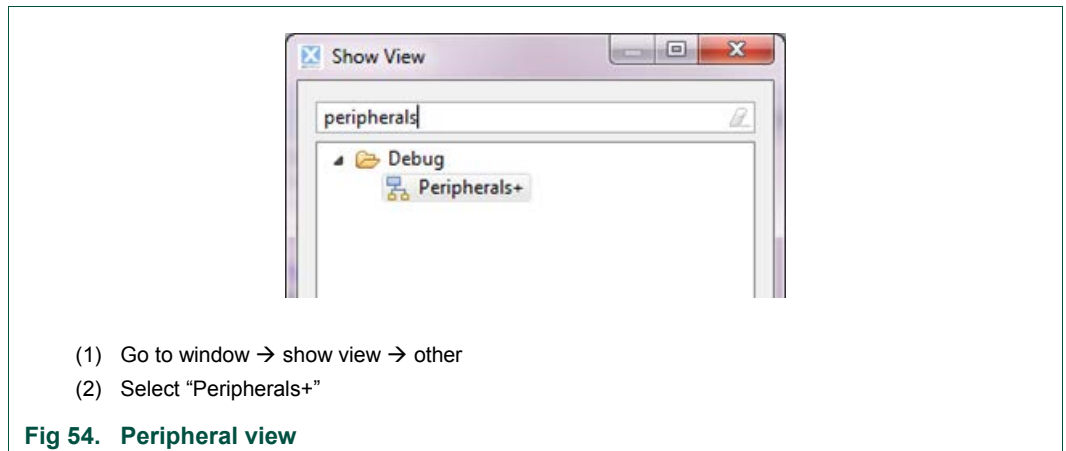 Show View
peripherals
Debug
Peripherals+
(1) Go to window → show view → other
(2) Select “Peripherals+”
Fig 54. Peripheral view